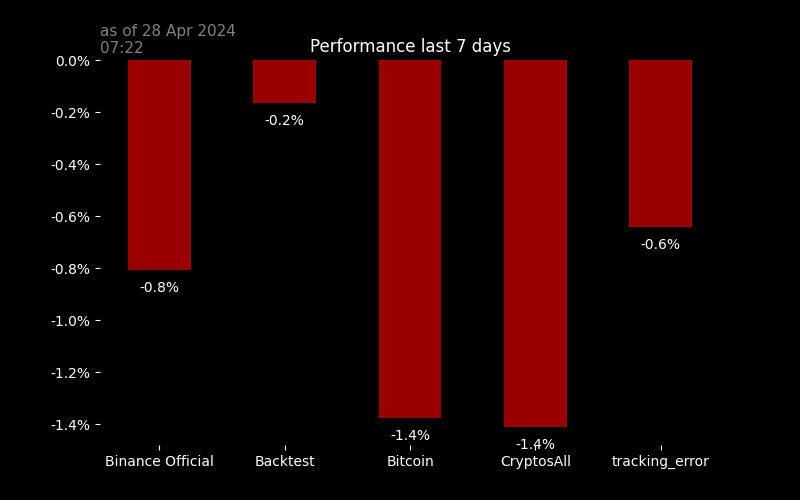 as of 28 Apr 2024
07:22
Performance last 7 days
0.0%
-0.2%
-0.4%
-0.6%
-0.8%
-1.0%
-1.2%
-1.4%
-0.8%
-0.2%
-1.4%
-1.4%
-0.6%
Binance Official
Backtest
Bitcoin
CryptosAll
tracking_error